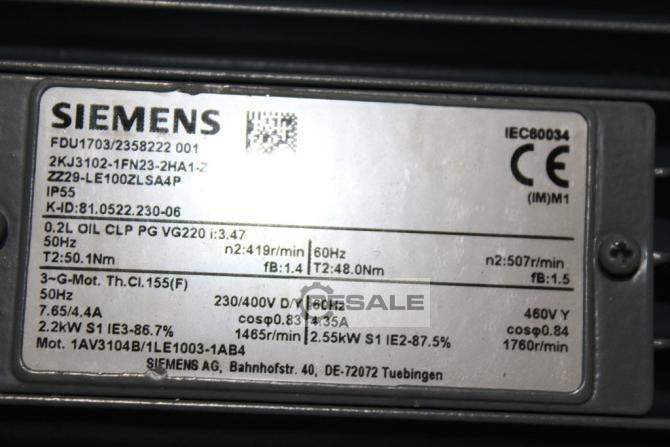 SIEMENS
IEC60034
FDU1703/2358222 001
2KJ3102-1FN23-2HA1-Z
CE
ZZ29-LE100ZLSA4P
IP55
(IM)M1
K-ID:81.0522.230-06
0.2L OIL CLP PG VG220 i:3.47
50Hz n2:419r/min 60Hz n2:507r/min
T2:50.1Nm fB:1.4 T2:48.0Nm fB:1.5
3~G-Mot. Th.Cl.155(F)
50Hz 230/400V D/Y 60Hz 460V Y
7.65/4.4A cosφ0.83 4.35A cosφ0.84
2.2kW S1 IE3-86.7% 1465r/min 2.55kW S1 IE2-87.5% 1760r/min
Mot. 1AV3104B/1LE1003-1AB4
SIEMENS AG, Bahnhofstr. 40, DE-72072 Tuebingen
GESALE